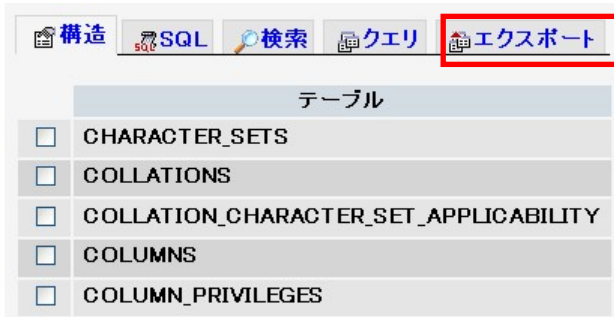 構造 SQL 検索 クエリ エクスポート
テーブル
CHARACTER_SETS
COLLATIONS
COLLATION_CHARACTER_SET_APPLICABILITY
COLUMNS
COLUMN_PRIVILEGES